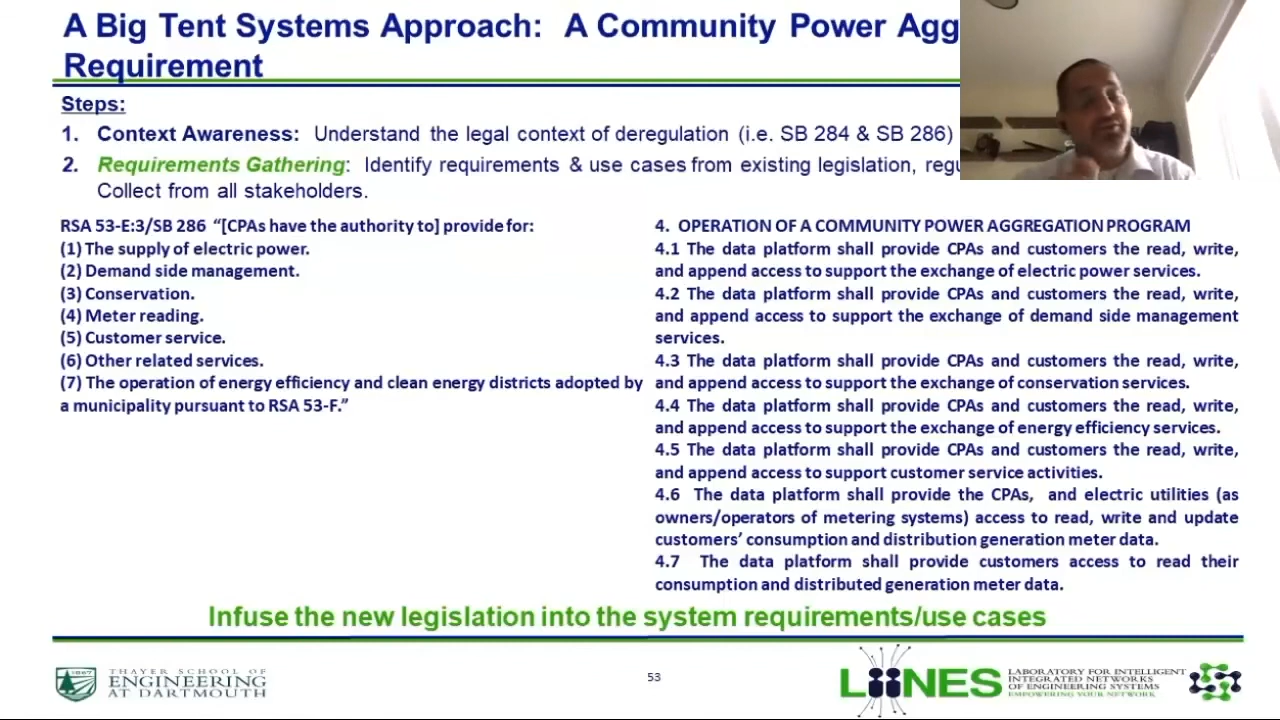 A Big Tent Systems Approach: A Community Power Agg
Requirement
Steps:
1. Context Awareness: Understand the legal context of deregulation (i.e. SB 284 & SB 286)
2. Requirements Gathering: Identify requirements & use cases from existing legislation, regu
Collect from all stakeholders.
RSA 53-E:3/SB 286 “[CPAs have the authority to] provide for:
(1) The supply of electric power.
(2) Demand side management.
(3) Conservation.
(4) Meter reading.
(5) Customer service.
(6) Other related services.
(7) The operation of energy efficiency and clean energy districts adopted by
a municipality pursuant to RSA 53-F.”
4. OPERATION OF A COMMUNITY POWER AGGREGATION PROGRAM
4.1 The data platform shall provide CPAs and customers the read, write,
and append access to support the exchange of electric power services.
4.2 The data platform shall provide CPAs and customers the read, write,
and append access to support the exchange of demand side management
services.
4.3 The data platform shall provide CPAs and customers the read, write,
and append access to support the exchange of conservation services.
4.4 The data platform shall provide CPAs and customers the read, write,
and append access to support the exchange of energy efficiency services.
4.5 The data platform shall provide CPAs and customers the read, write,
and append access to support customer service activities.
4.6 The data platform shall provide the CPAs, and electric utilities (as
owners/operators of metering systems) access to read, write and update
customers’ consumption and distribution generation meter data.
4.7 The data platform shall provide customers access to read their
consumption and distributed generation meter data.
Infuse the new legislation into the system requirements/use cases
THAYER SCHOOL OF
ENGINEERING
AT DARTMOUTH
53
LIINES
LABORATORY FOR INTELLIGENT
INTEGRATED NETWORKS
OF ENGINEERING SYSTEMS
EMPOWERING YOUR NETWORK